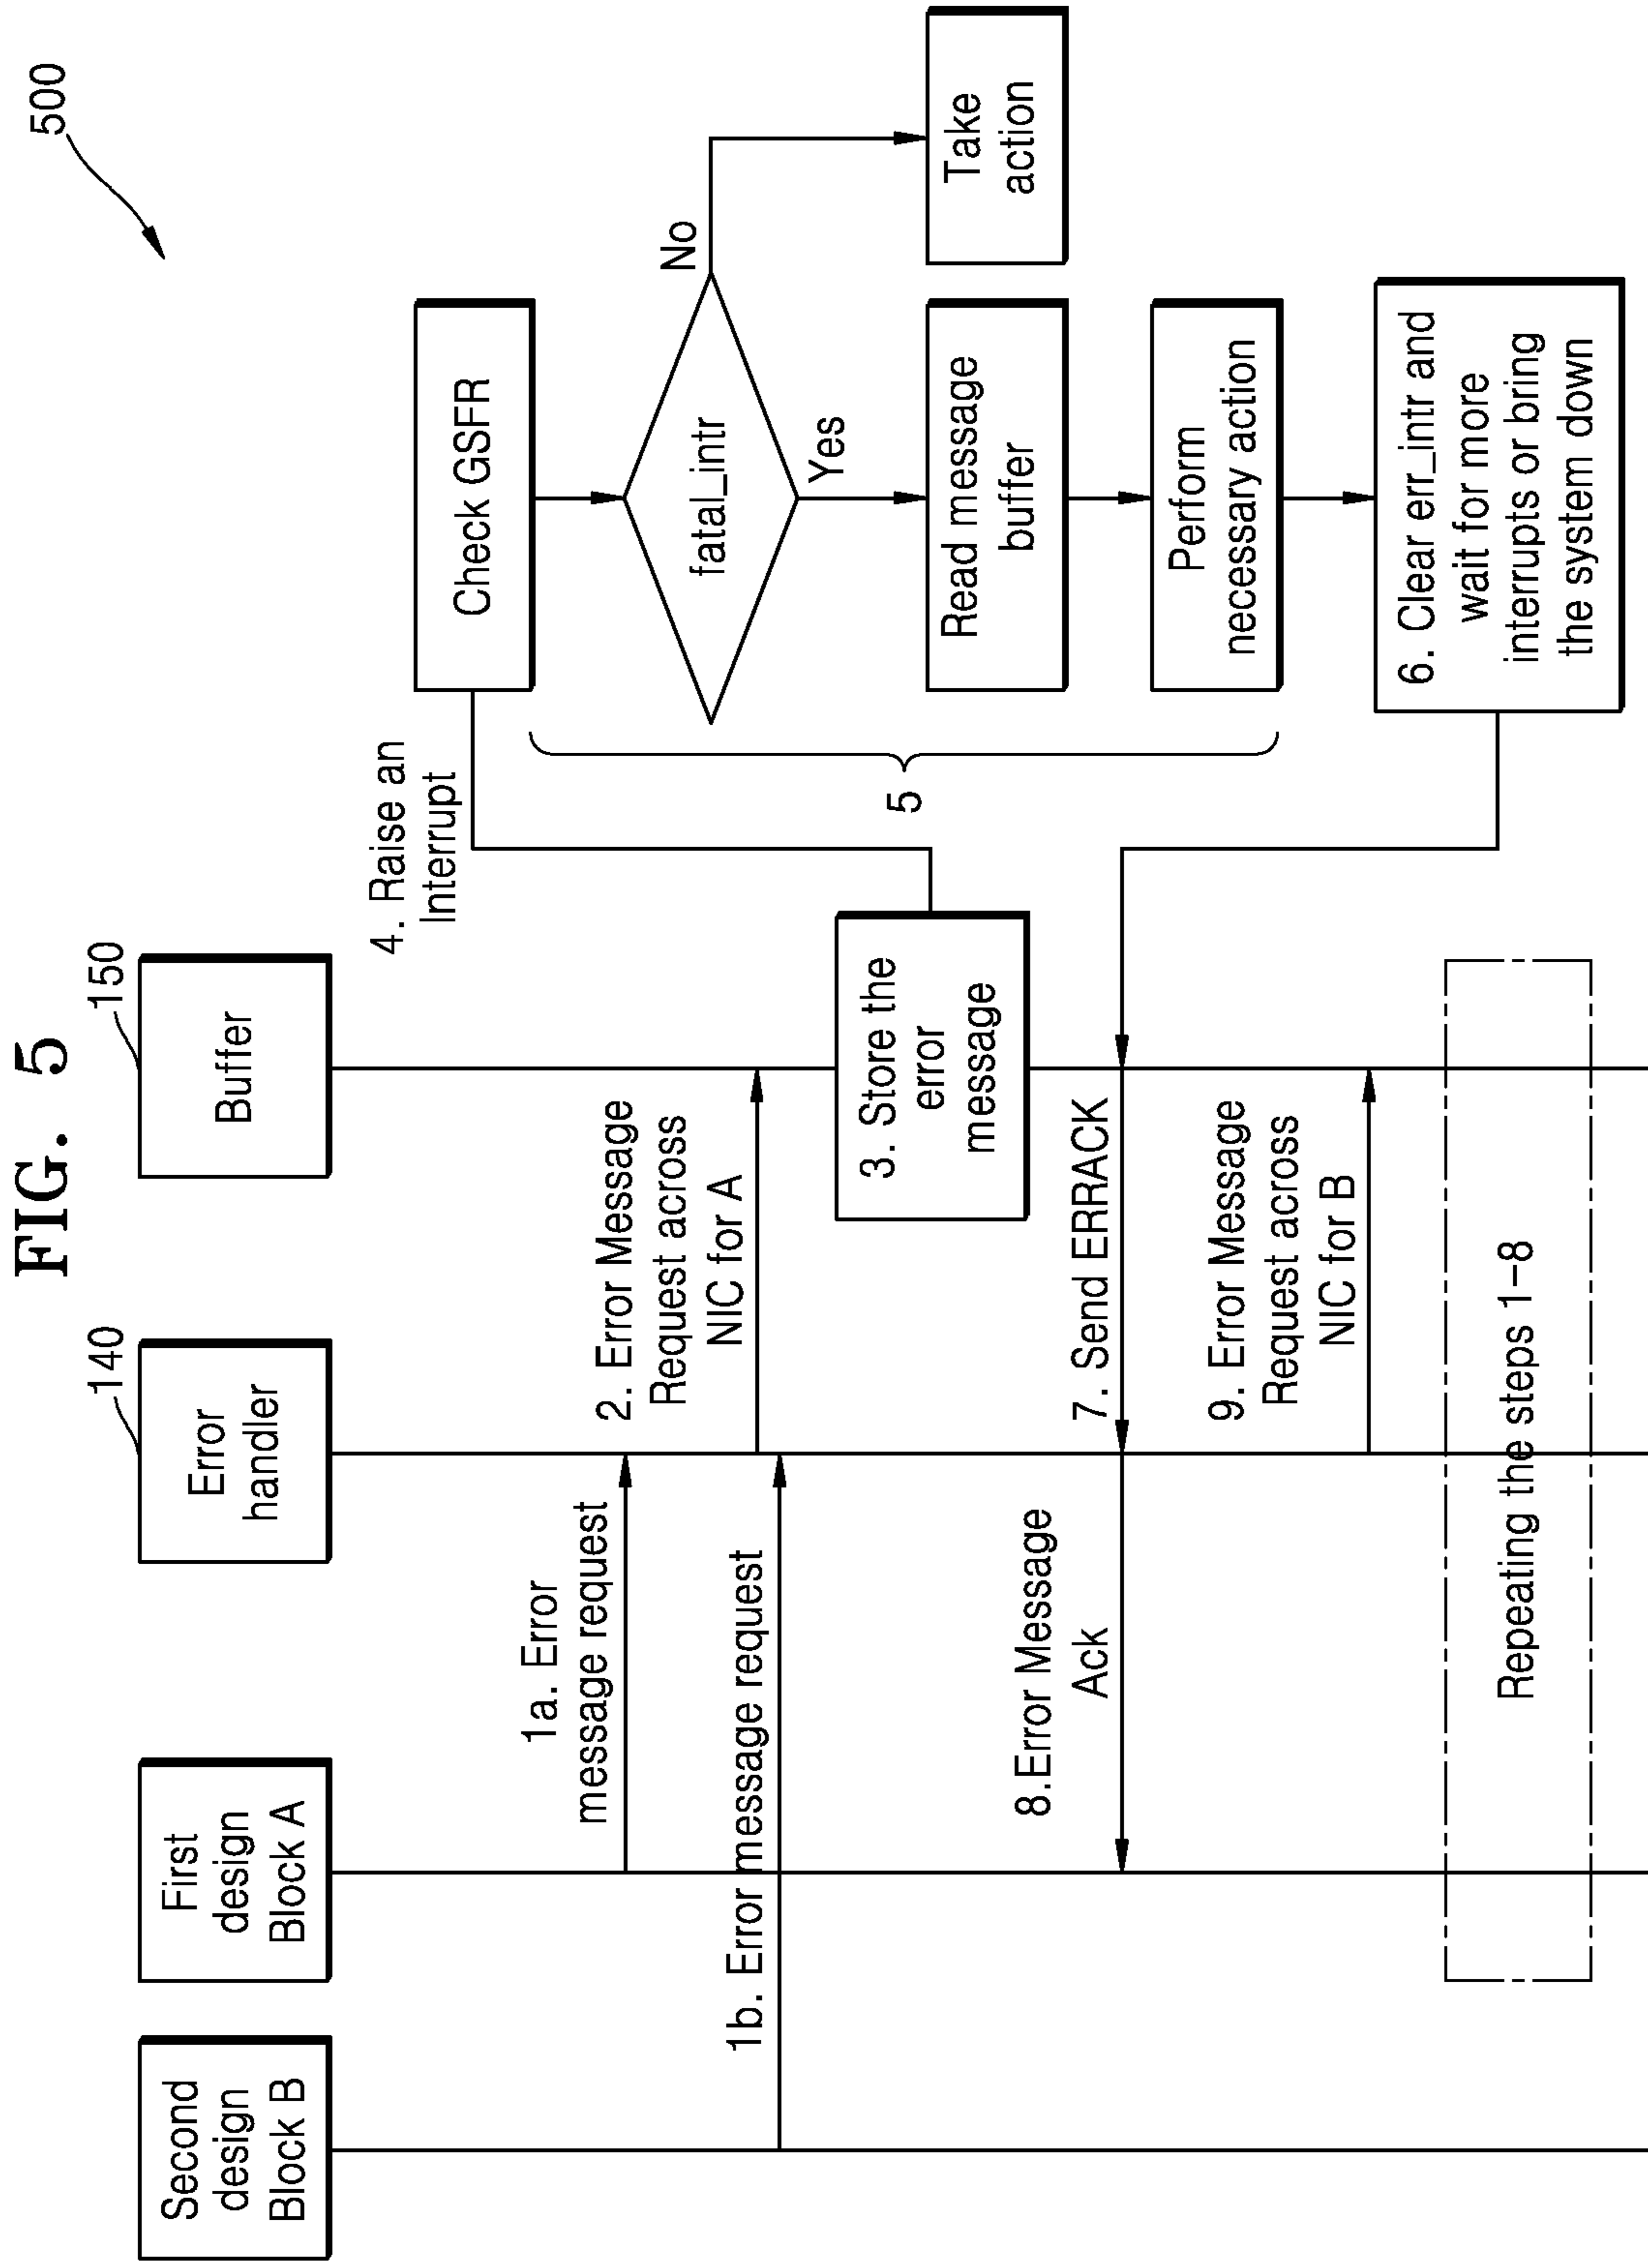 FIG. 5
500
Second
design
Block B
First
design
Block A
140
Error
handler
150
Buffer
1a. Error
message request
1b. Error message request
2. Error Message
Request across
NIC for A
3. Store the
error
message
4. Raise an
Interrupt
Check GSFR
fatal_intr
No
Yes
Take
action
Read message
buffer
Perform
necessary action
5
6. Clear err_intr and
wait for more
interrupts or bring
the system down
7. Send ERRACK
8.Error Message
Ack
9. Error Message
Request across
NIC for B
Repeating the steps 1-8